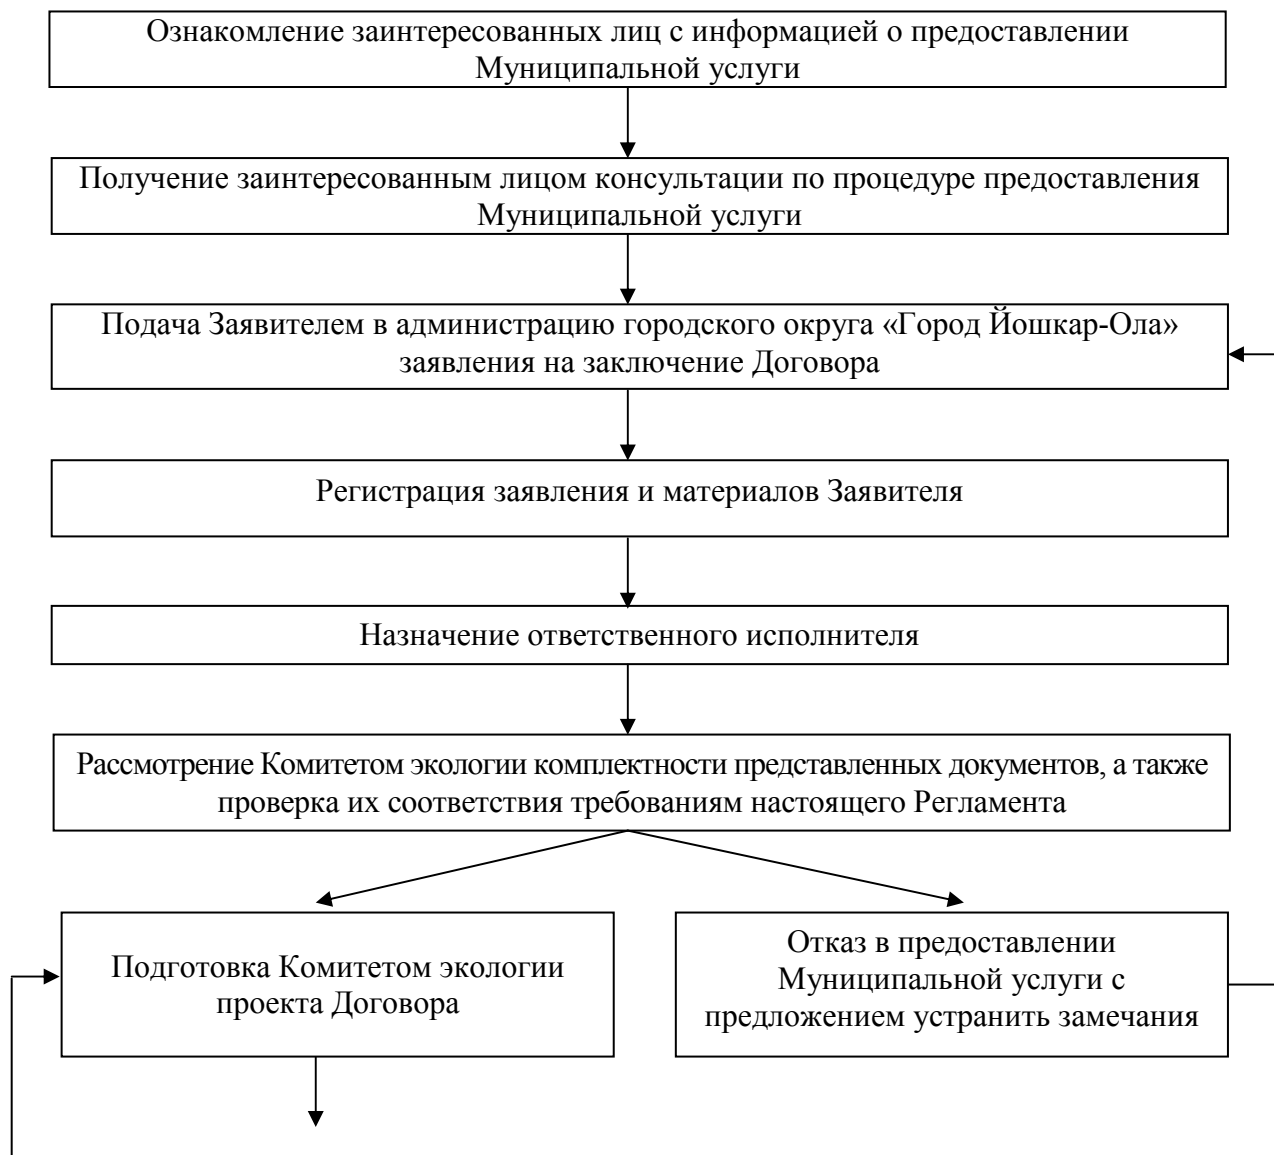 Ознакомление заинтересованных лиц с информацией о предоставлении
Муниципальной услуги
Получение заинтересованным лицом консультации по процедуре предоставления
Муниципальной услуги
Подача Заявителем в администрацию городского округа «Город Йошкар-Ола»
заявления на заключение Договора
Регистрация заявления и материалов Заявителя
Назначение ответственного исполнителя
Рассмотрение Комитетом экологии комплектности представленных документов, а также
проверка их соответствия требованиям настоящего Регламента
Подготовка Комитетом экологии
проекта Договора
Отказ в предоставлении
Муниципальной услуги с
предложением устранить замечания